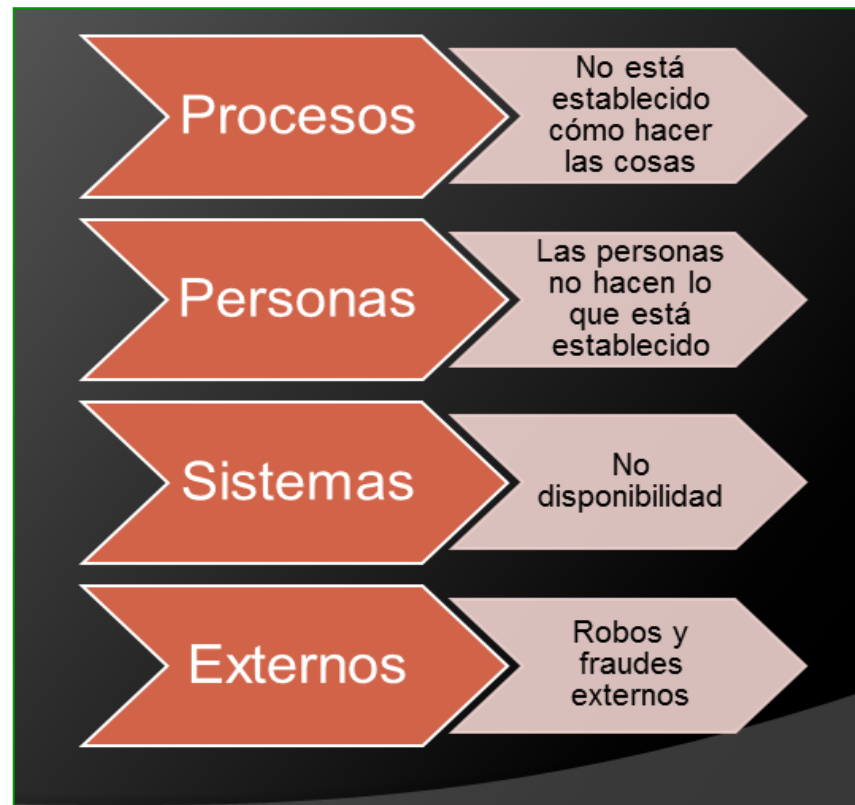 Procesos
No está
establecido
cómo hacer
las cosas
Personas
Las personas
no hacen lo
que está
establecido
Sistemas
No
disponibilidad
Externos
Robos y
fraudes
externos